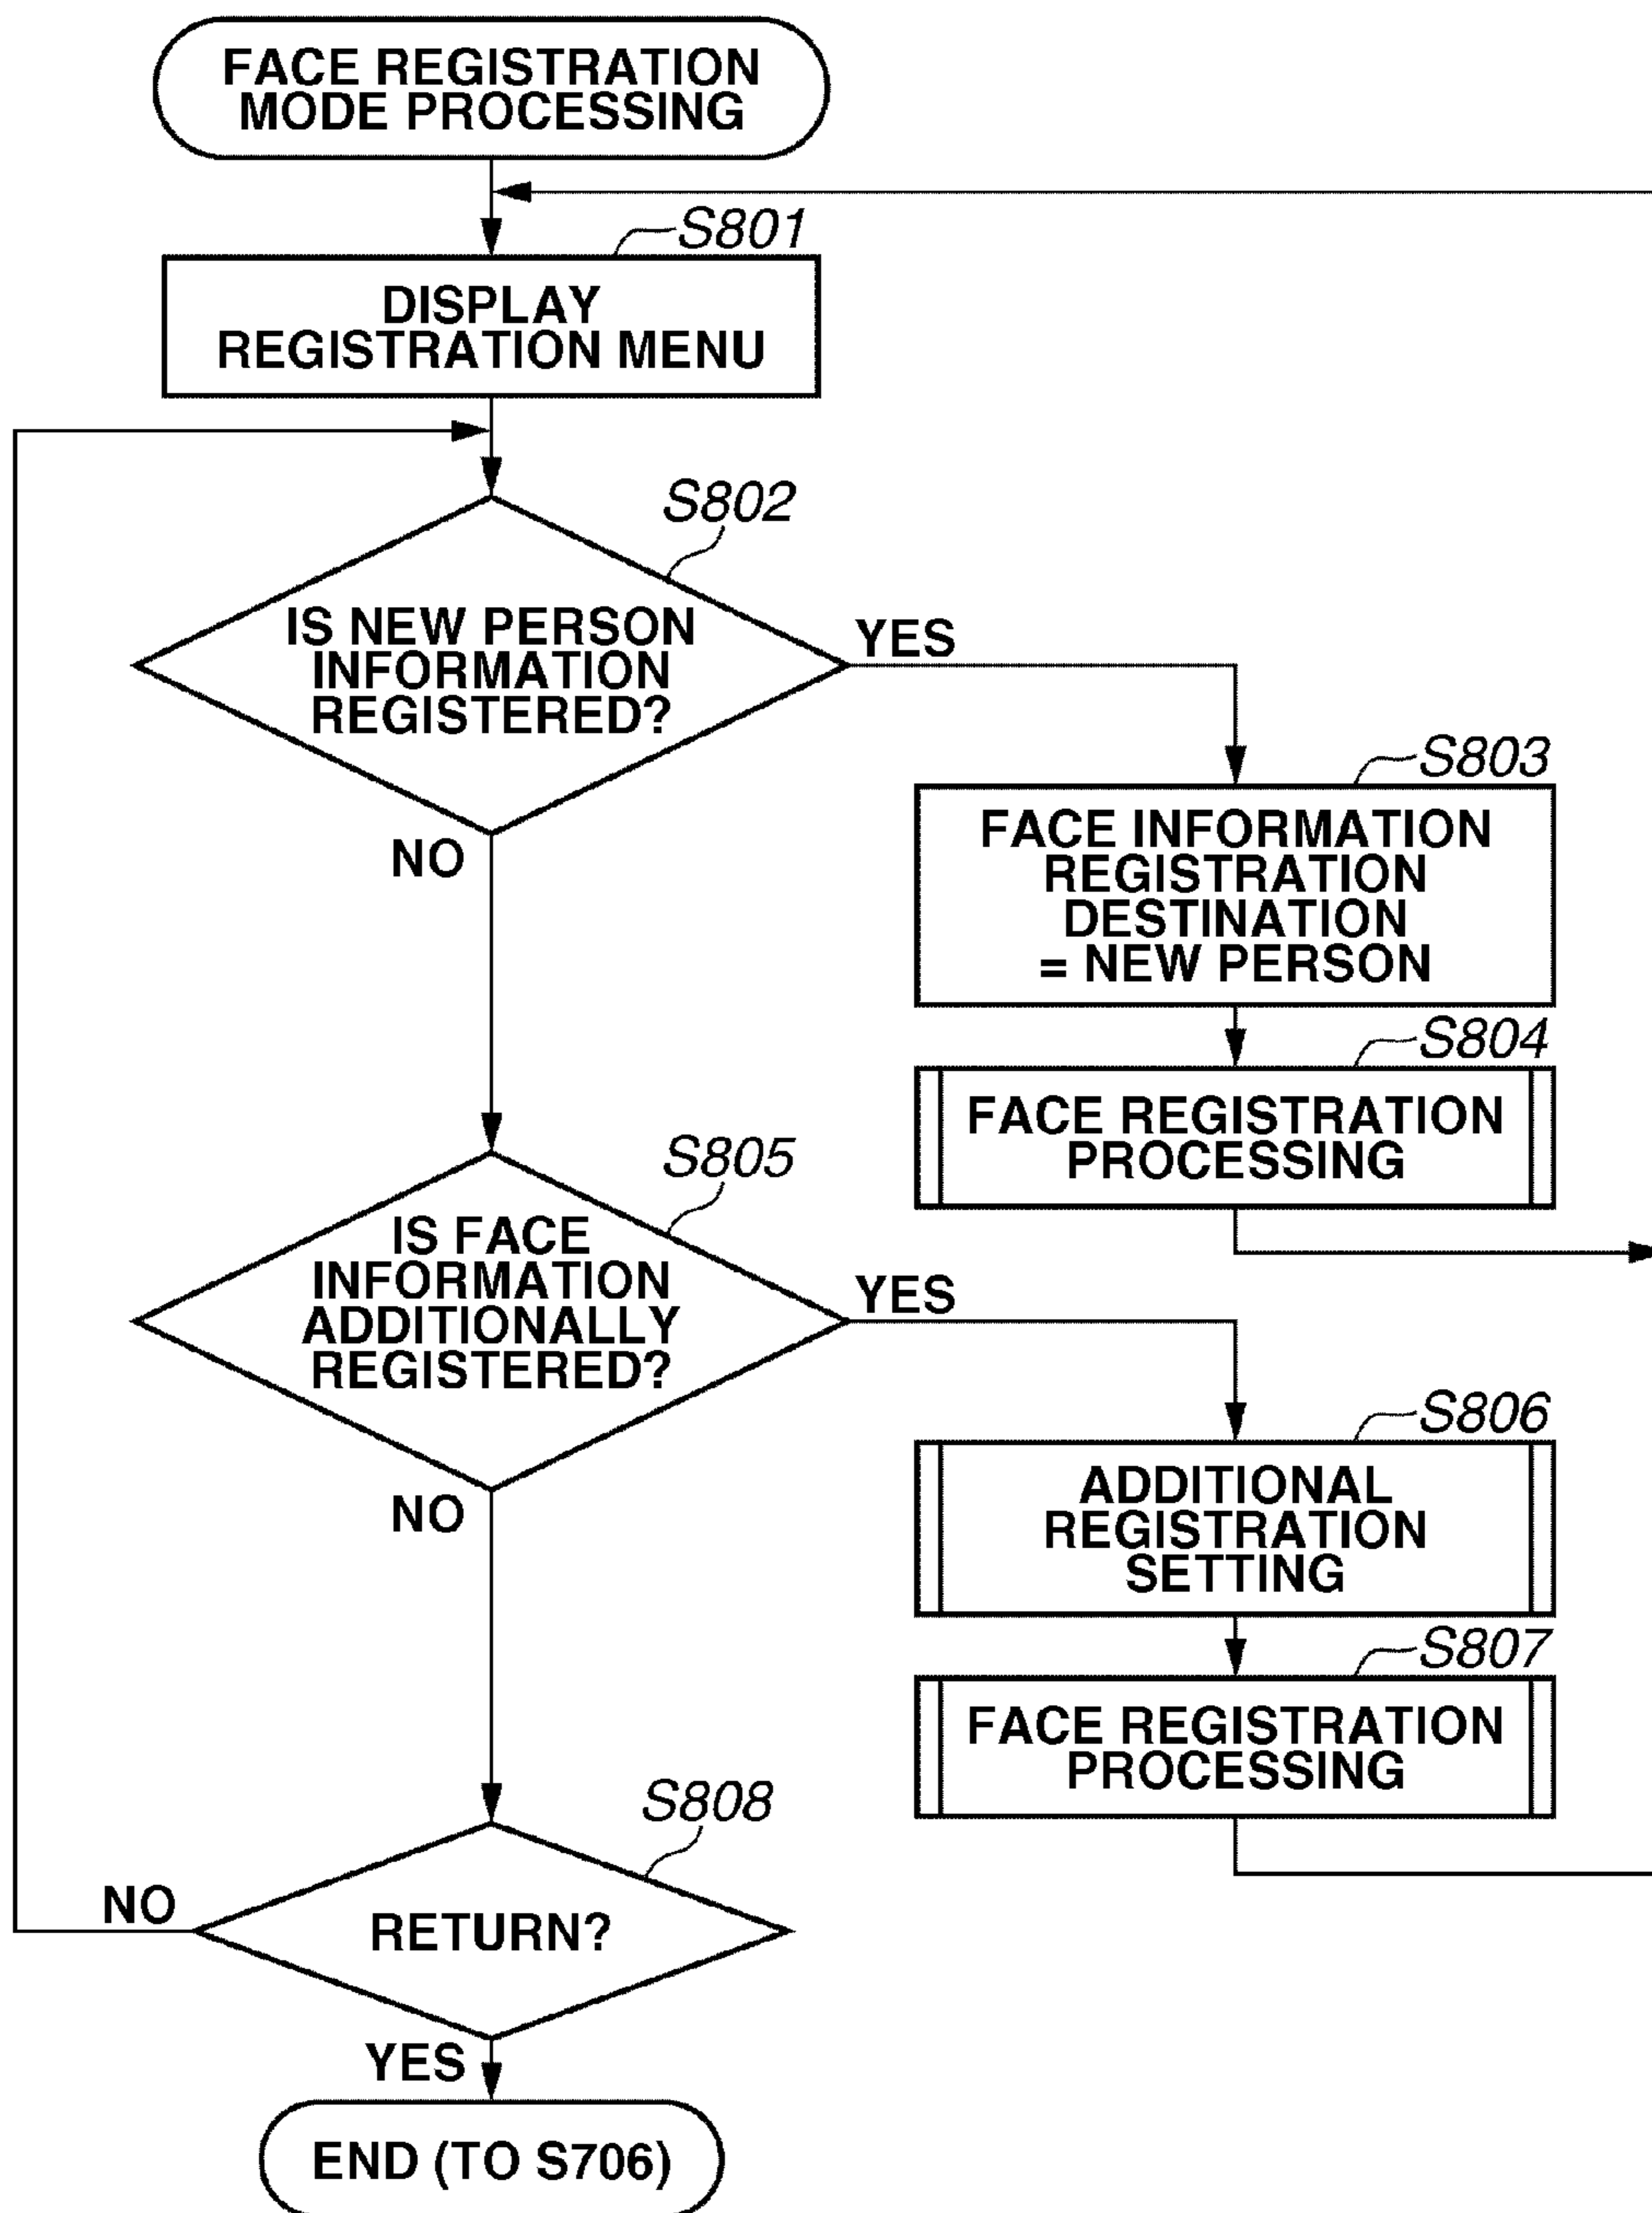 FACE REGISTRATION
MODE PROCESSING
S801
DISPLAY
REGISTRATION MENU
S802
IS NEW PERSON
INFORMATION
REGISTERED?
YES
NO
S803
FACE INFORMATION
REGISTRATION
DESTINATION
= NEW PERSON
S804
FACE REGISTRATION
PROCESSING
S805
IS FACE
INFORMATION
ADDITIONALLY
REGISTERED?
YES
NO
S806
ADDITIONAL
REGISTRATION
SETTING
S807
FACE REGISTRATION
PROCESSING
S808
RETURN?
NO
YES
END (TO S706)